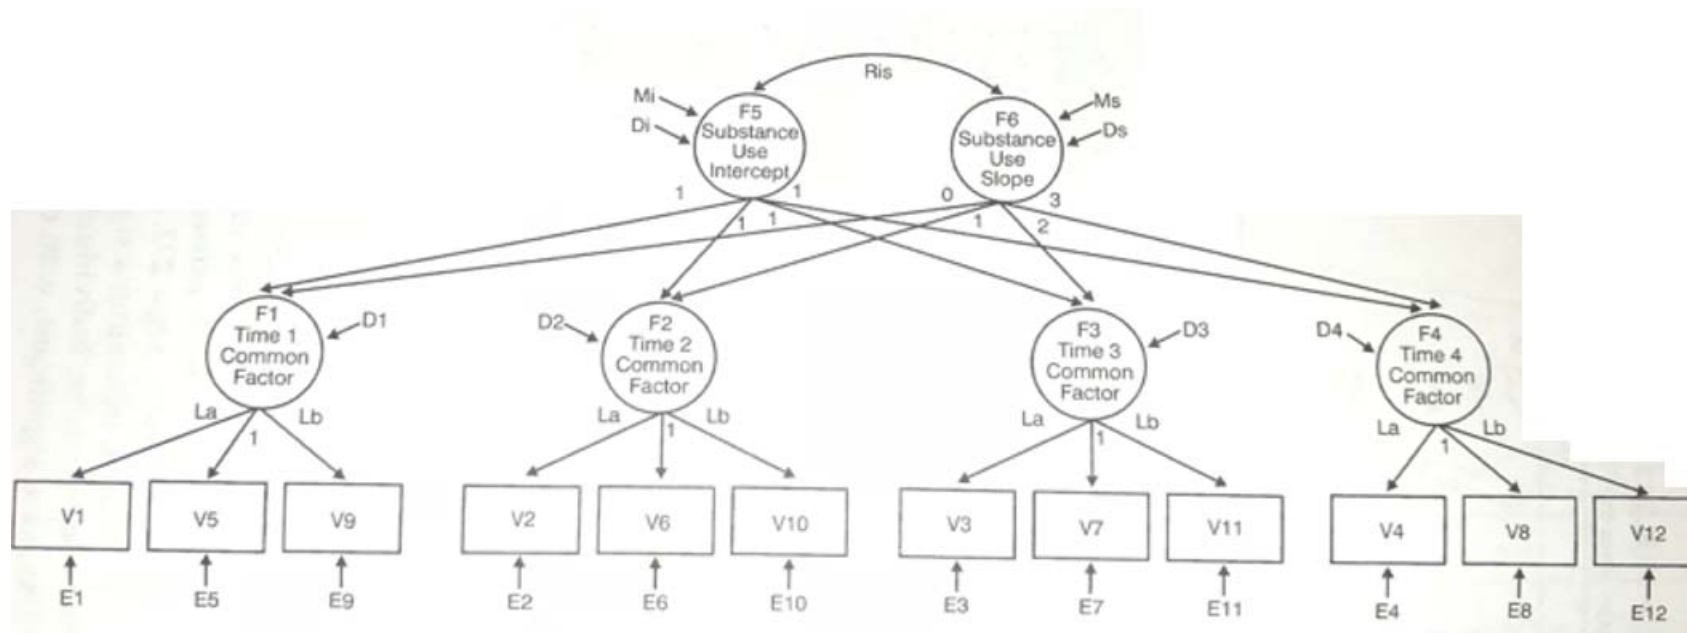 Ris
Mi
Di
F5
Substance
Use
Intercept
F6
Substance
Use
Slope
Ms
Ds
1
1
1
1
0
1
2
3
F1
Time 1
Common
Factor
D1
D2
F2
Time 2
Common
Factor
F3
Time 3
Common
Factor
D3
D4
F4
Time 4
Common
Factor
La
1
Lb
La
1
Lb
La
1
Lb
La
1
Lb
V1
V5
V9
V2
V6
V10
V3
V7
V11
V4
V8
V12
E1
E5
E9
E2
E6
E10
E3
E7
E11
E4
E8
E12